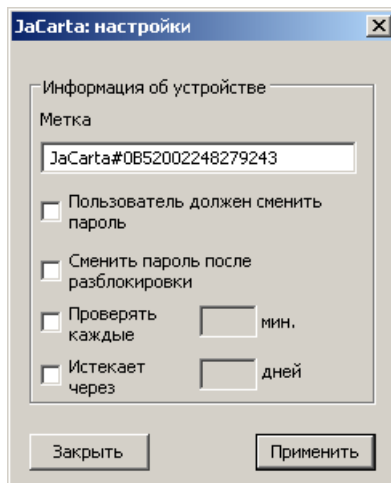 JaCarta: настройки
Информация об устройстве
Метка
JaCarta#0B52002248279243
Пользователь должен сменить
пароль
Сменить пароль после
разблокировки
Проверять
каждые
мин.
Истекает
через
дней
Закрыть
Применить